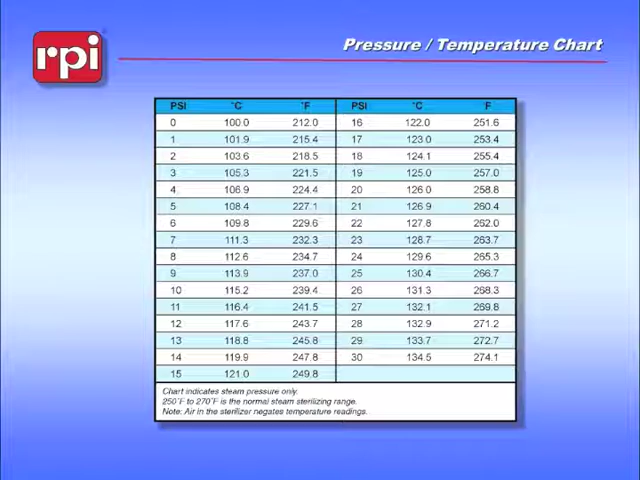 rpi
Pressure / Temperature Chart
PSI °C °F PSI °C °F
0 100.0 212.0 16 122.0 251.6
1 101.9 215.4 17 123.0 253.4
2 103.6 218.5 18 124.1 255.4
3 105.3 221.5 19 125.0 257.0
4 106.9 224.4 20 126.0 258.8
5 108.4 227.1 21 126.9 260.4
6 109.8 229.6 22 127.8 262.0
7 111.3 232.3 23 128.7 263.7
8 112.6 234.7 24 129.6 265.3
9 113.9 237.0 25 130.4 266.7
10 115.2 239.4 26 131.3 268.3
11 116.4 241.5 27 132.1 269.8
12 117.6 243.7 28 132.9 271.2
13 118.8 245.8 29 133.7 272.7
14 119.9 247.8 30 134.5 274.1
15 121.0 249.8
Chart indicates steam pressure only.
250°F to 270°F is the normal steam sterilizing range.
Note: Air in the sterilizer negates temperature readings.